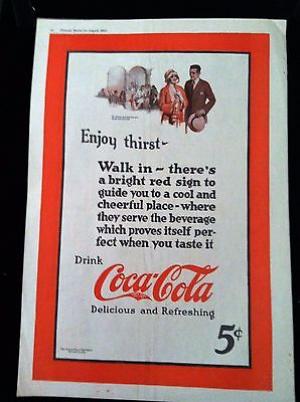 Enjoy thirst~
Walk in ~ there's
a bright red sign to
guide you to a cool and
cheerful place - where
they serve the beverage
which proves itself per-
fect when you taste it
Drink
Coca-Cola
Delicious and Refreshing
5¢